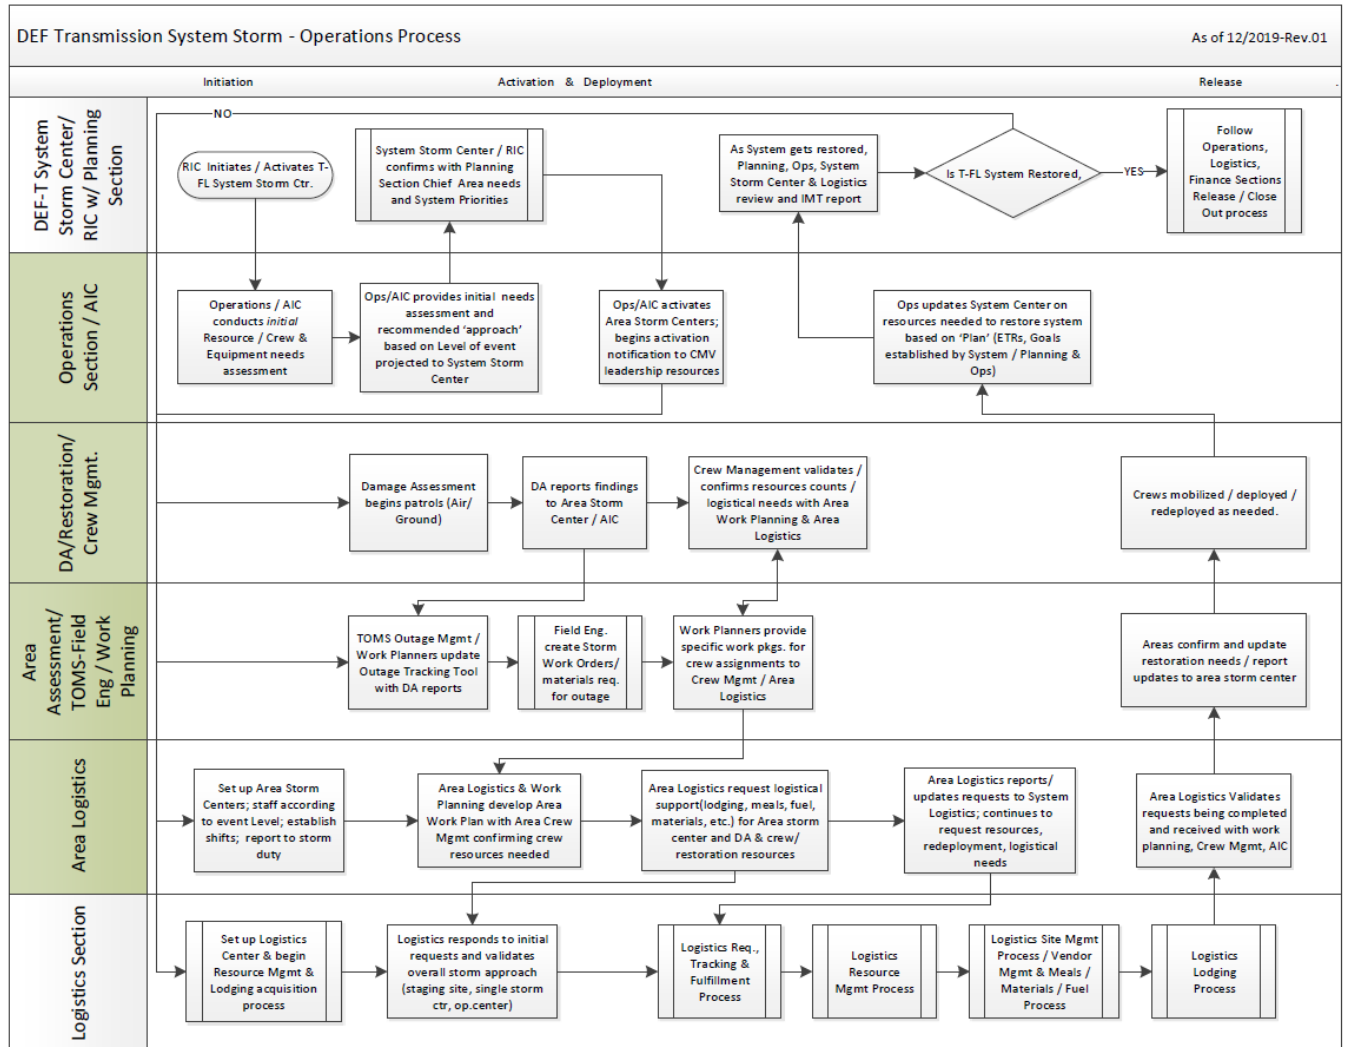 DEF Transmission System Storm - Operations Process
As of 12/2019-Rev.01
Initiation
Activation & Deployment
Release
.
DEF-T System
Storm Center/
RIC w/ Planning
Section
NO
RIC Initiates / Activates T-
FL System Storm Ctr.
System Storm Center / RIC
confirms with Planning
Section Chief Area needs
and System Priorities
As System gets restored,
Planning, Ops, System
Storm Center & Logistics
review and IMT report
Is T-FL System Restored,
YES
Follow
Operations,
Logistics,
Finance Sections
Release / Close
Out process
Operations
Section / AIC
Operations / AIC
conducts initial
Resource / Crew &
Equipment needs
assessment
Ops/AIC provides initial needs
assessment and
recommended ‘approach’
based on Level of event
projected to System Storm
Center
Ops/AIC activates
Area Storm Centers;
begins activation
notification to CMV
leadership resources
Ops updates System Center on
resources needed to restore system
based on ‘Plan’ (ETRs, Goals
established by System / Planning &
Ops)
DA/Restoration/
Crew Mgmt.
Damage Assessment
begins patrols (Air/
Ground)
DA reports findings
to Area Storm
Center / AIC
Crew Management validates /
confirms resources counts /
logistical needs with Area
Work Planning & Area
Logistics
Crews mobilized / deployed /
redeployed as needed.
Area
Assessment/
TOMS-Field
Eng / Work
Planning
TOMS Outage Mgmt /
Work Planners update
Outage Tracking Tool
with DA reports
Field Eng.
create Storm
Work Orders/
materials req.
for outage
Work Planners provide
specific work pkgs. for
crew assignments to
Crew Mgmt / Area
Logistics
Areas confirm and update
restoration needs / report
updates to area storm center
Area Logistics
Set up Area Storm
Centers; staff according
to event Level; establish
shifts; report to storm
duty
Area Logistics & Work
Planning develop Area
Work Plan with Area Crew
Mgmt confirming crew
resources needed
Area Logistics request logistical
support(lodging, meals, fuel,
materials, etc.) for Area storm
center and DA & crew/
restoration resources
Area Logistics reports/
updates requests to System
Logistics; continues to
request resources,
redeployment, logistical
needs
Area Logistics Validates
requests being completed
and received with work
planning, Crew Mgmt, AIC
Logistics Section
Set up Logistics
Center & begin
Resource Mgmt &
Lodging acquisition
process
Logistics responds to initial
requests and validates
overall storm approach
(staging site, single storm
ctr, op.center)
Logistics Req.,
Tracking &
Fulfillment
Process
Logistics
Resource
Mgmt Process
Logistics Site Mgmt
Process / Vendor
Mgmt & Meals /
Materials / Fuel
Process
Logistics
Lodging
Process